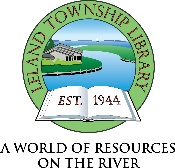 LELAND TOWNSHIP LIBRARY
EST. 1944
A WORLD OF RESOURCES
ON THE RIVER